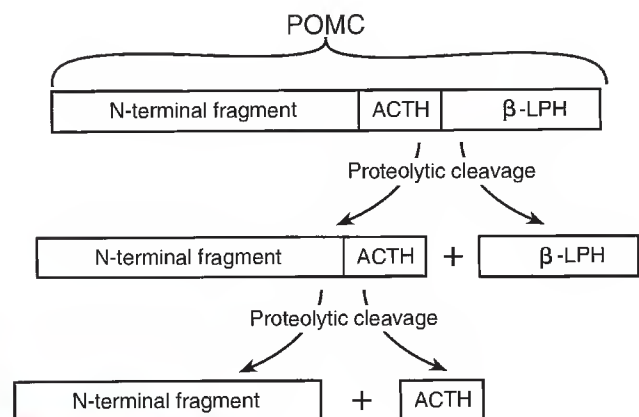 POMC
N-terminal fragment ACTH β-LPH
Proteolytic cleavage
N-terminal fragment ACTH + β-LPH
Proteolytic cleavage
N-terminal fragment + ACTH